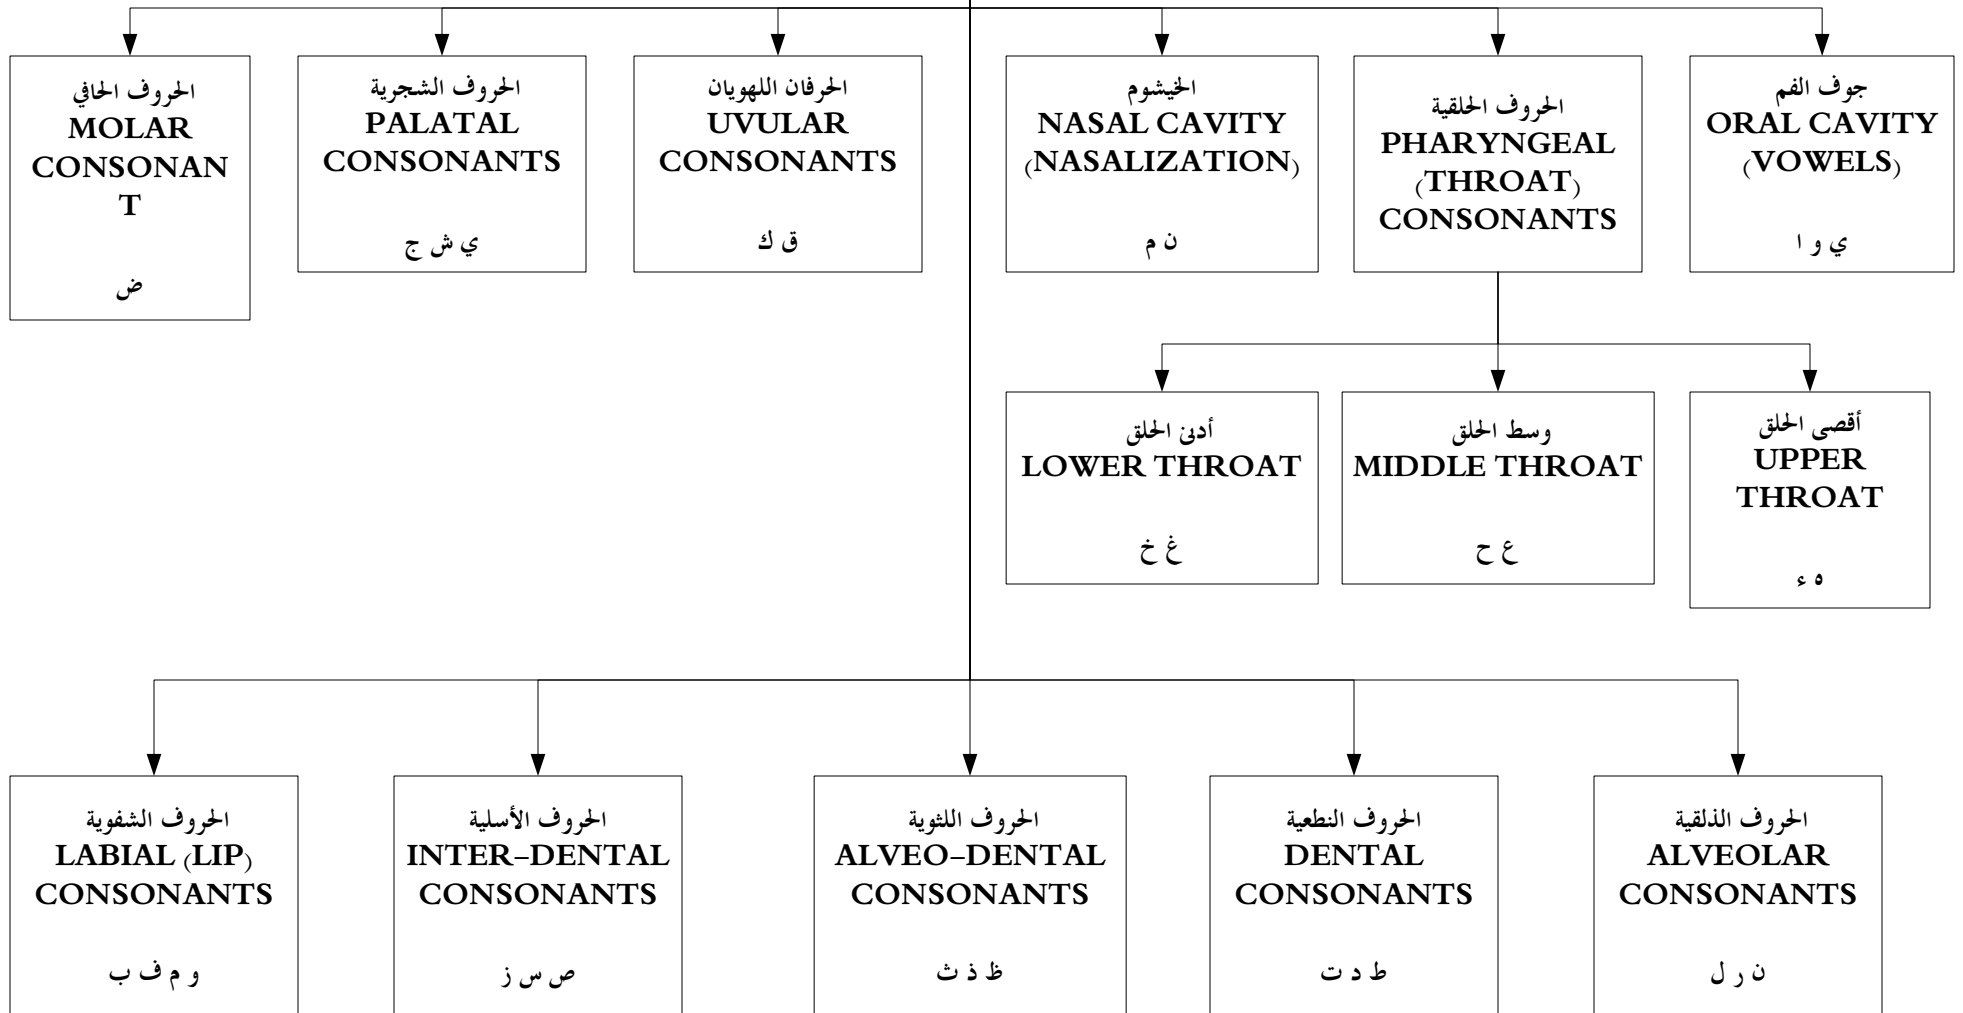 الحروف الحافي
MOLAR
CONSONAN
T
ض
الحروف الشجرية
PALATAL
CONSONANTS
ي ش ج
الحرفان اللهويان
UVULAR
CONSONANTS
ق ك
الخيشوم
NASAL CAVITY
(NASALIZATION)
ن م
الحروف الحلقية
PHARYNGEAL
(THROAT)
CONSONANTS
جوف الفم
ORAL CAVITY
(VOWELS)
ي و ا
أدنى الحلق
LOWER THROAT
غ خ
وسط الحلق
MIDDLE THROAT
ع ح
أقصى الحلق
UPPER
THROAT
ه ء
الحروف الشفوية
LABIAL (LIP)
CONSONANTS
و م ف ب
الحروف الأسلية
INTER-DENTAL
CONSONANTS
ص س ز
الحروف اللثوية
ALVEO-DENTAL
CONSONANTS
ظ ذ ث
الحروف النطعية
DENTAL
CONSONANTS
ط د ت
الحروف الذلقية
ALVEOLAR
CONSONANTS
ن ر ل